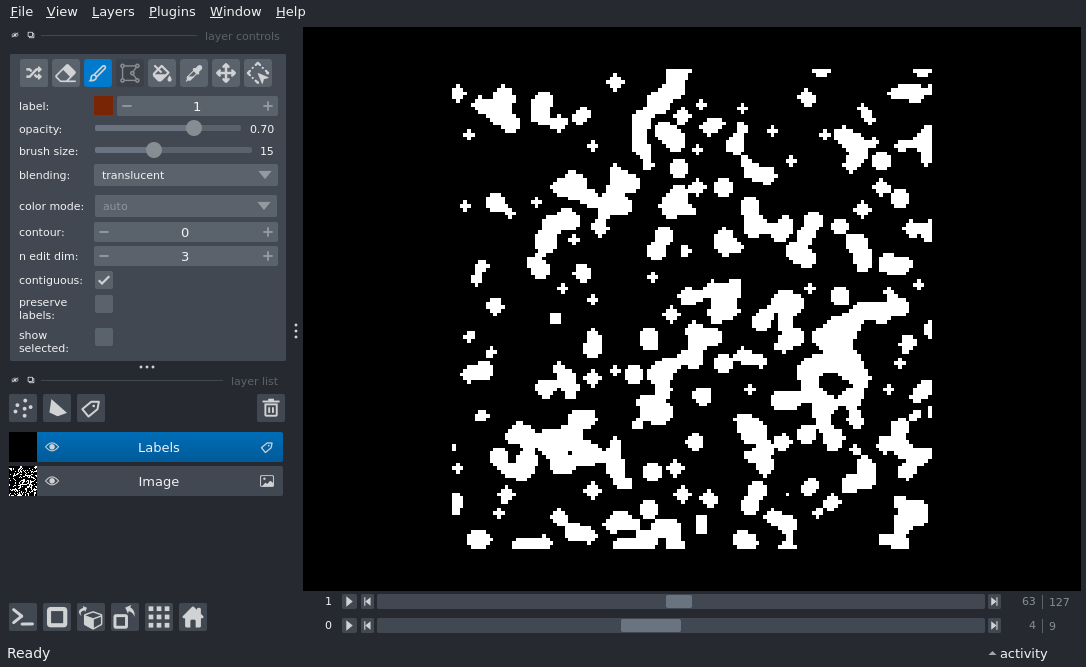 File View Layers Plugins Window Help
layer controls
label: 1
opacity: 0.70
brush size: 15
blending: translucent
color mode: auto
contour: 0
n edit dim: 3
contiguous:
preserve
labels:
show
selected:
layer list
Labels
Image
1 63 127
0 4 9
Ready activity